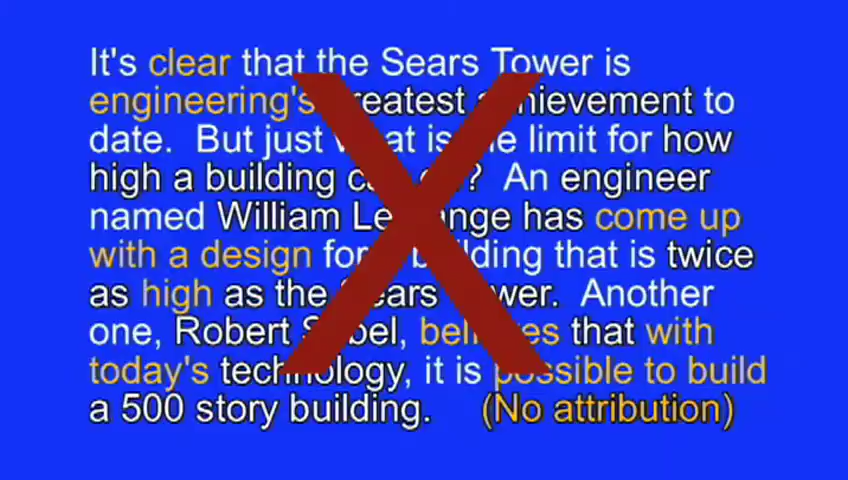 It's clear that the Sears Tower is
engineering's greatest achievement to
date. But just what is the limit for how
high a building An engineer
named William has come up
with a design for a building that is twice
as high as the Sears Tower. Another
one, Robert Sobel, believes that with
today's technology, it is possible to build
a 500 story building. (No attribution)